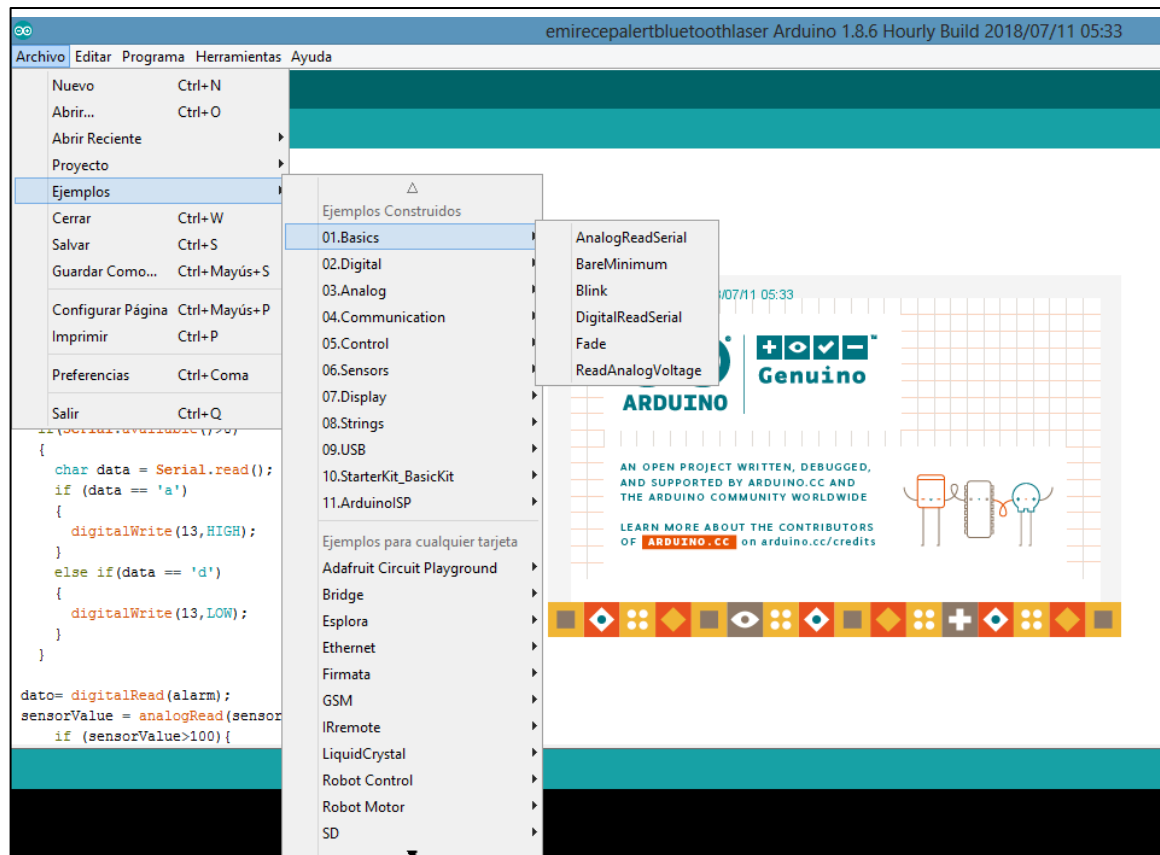 emirecepalertbluetoothlaser Arduino 1.8.6 Hourly Build 2018/07/11 05:33
Archivo Editar Programa Herramientas Ayuda
Nuevo Ctrl+N
Abrir... Ctrl+O
Abrir Reciente
Proyecto
Ejemplos
Cerrar Ctrl+W
Salvar Ctrl+S
Guardar Como... Ctrl+Mayús+S
Configurar Página Ctrl+Mayús+P
Imprimir Ctrl+P
Preferencias Ctrl+Coma
Salir Ctrl+Q
Ejemplos Construidos
01.Basics
02.Digital
03.Analog
04.Communication
05.Control
06.Sensors
07.Display
08.Strings
09.USB
10.StarterKit_BasicKit
11.ArduinoISP
Ejemplos para cualquier tarjeta
Adafruit Circuit Playground
Bridge
Esplora
Ethernet
Firmata
GSM
IRremote
LiquidCrystal
Robot Control
Robot Motor
SD
AnalogReadSerial
BareMinimum
Blink
DigitalReadSerial
Fade
ReadAnalogVoltage
/07/11 05:33
ARDUINO
Genuino
™
AN OPEN PROJECT WRITTEN, DEBUGGED,
AND SUPPORTED BY ARDUINO.CC AND
THE ARDUINO COMMUNITY WORLDWIDE
LEARN MORE ABOUT THE CONTRIBUTORS
OF ARDUINO.CC on arduino.cc/credits
if(Serial.available()>0)
{
char data = Serial.read();
if (data == 'a')
{
digitalWrite(13,HIGH);
}
else if(data == 'd')
{
digitalWrite(13,LOW);
}
}
dato= digitalRead(alarm);
sensorValue = analogRead(sensor
if (sensorValue>100){